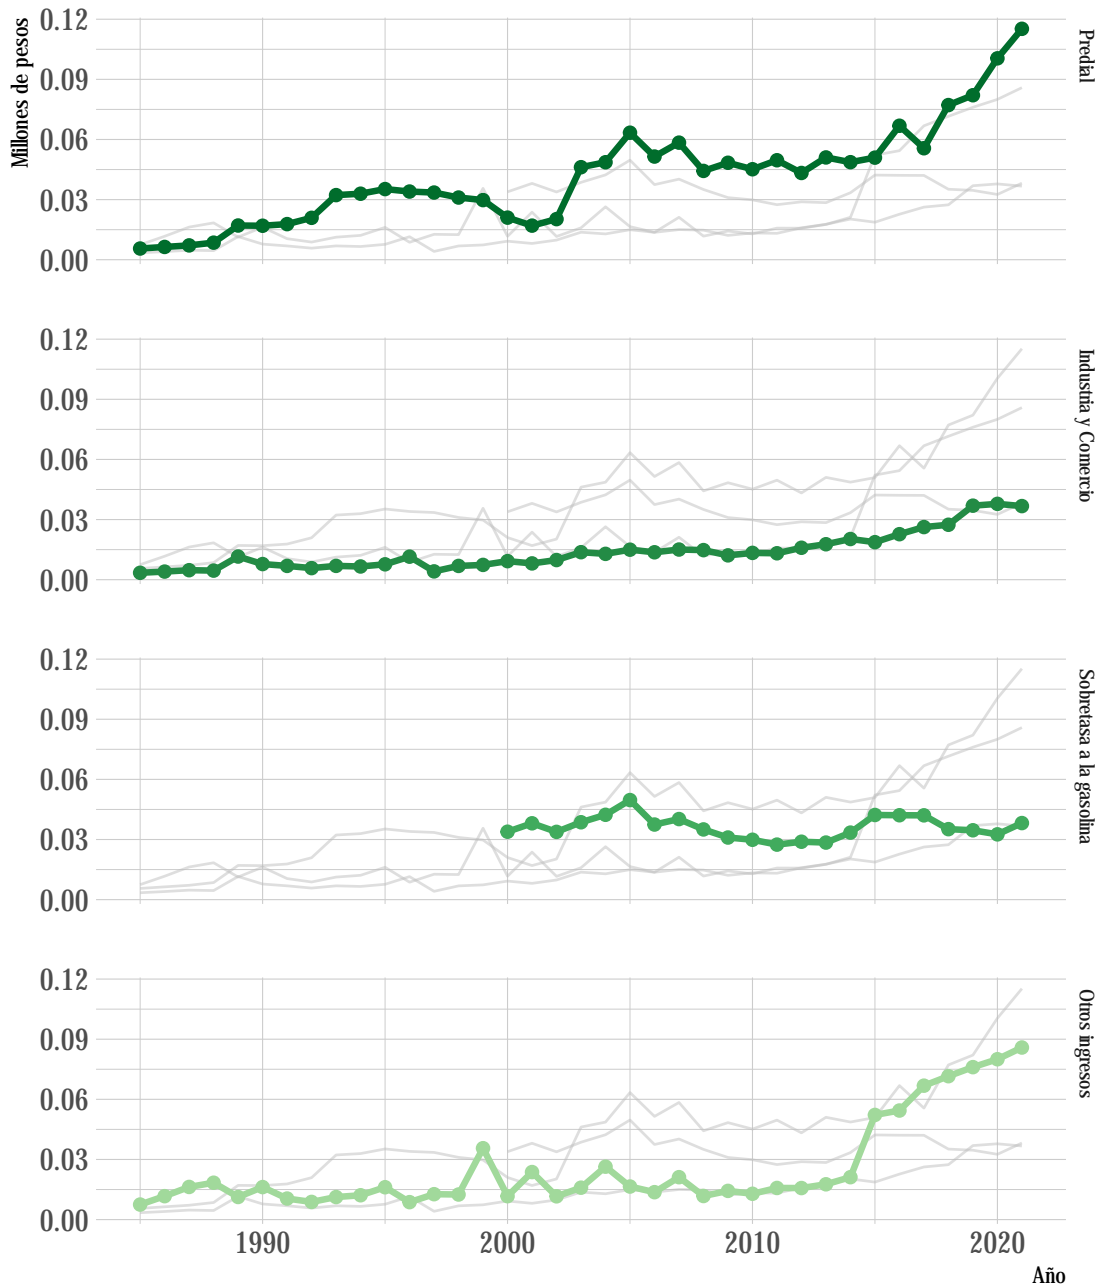 Millones de pesos
0.12
0.09
0.06
0.03
0.00
Predial
0.12
0.09
0.06
0.03
0.00
Industria y Comercio
0.12
0.09
0.06
0.03
0.00
Sobretasa a la gasolina
0.12
0.09
0.06
0.03
0.00
Otros ingresos
1990 2000 2010 2020
Año